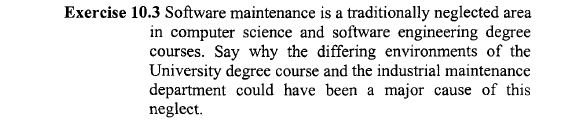 Exercise 10.3 Software maintenance is a traditionally neglected area
in computer science and software engineering degree
courses. Say why the differing environments of the
University degree course and the industrial maintenance
department could have been a major cause of this
neglect.